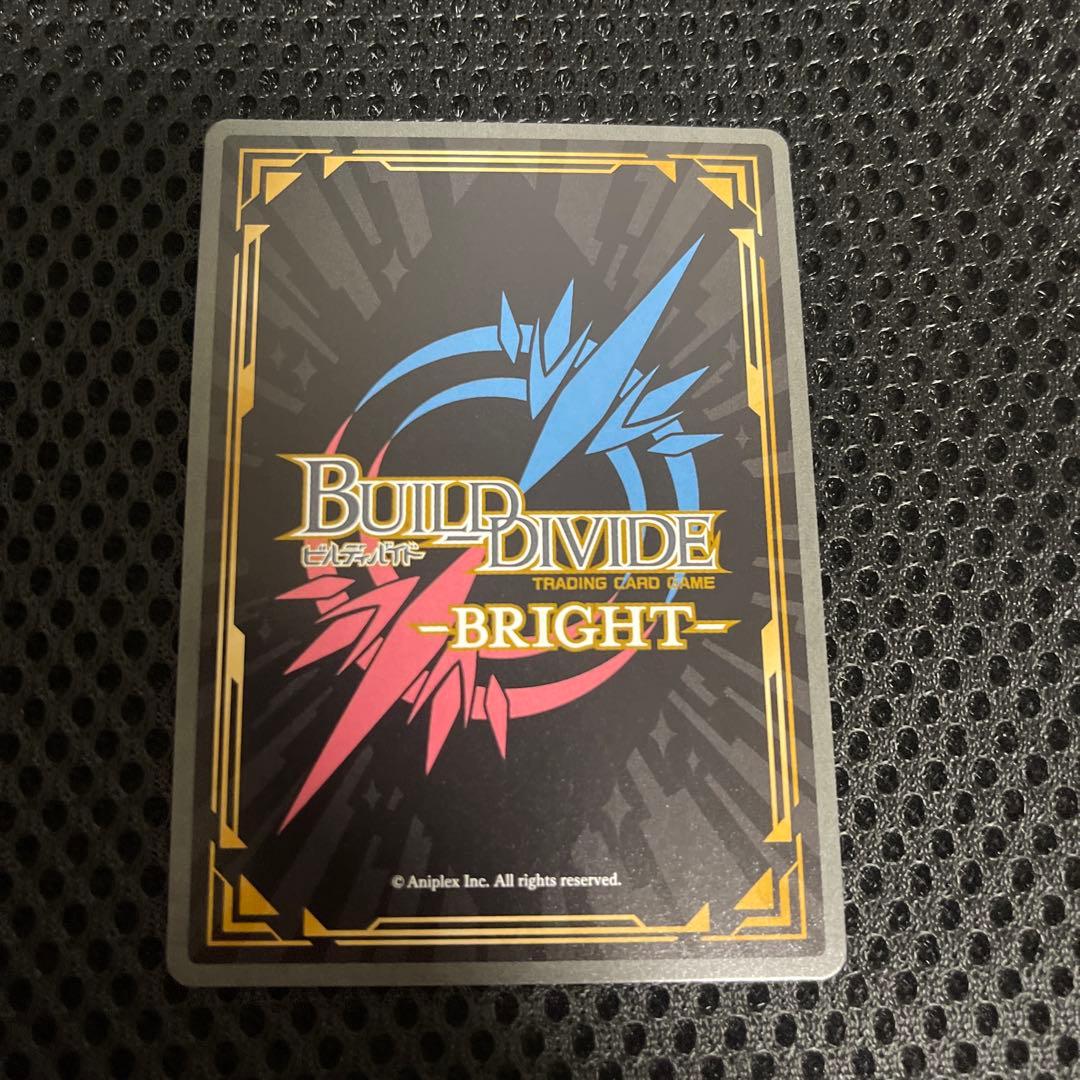 BUILD DIVIDE
ビルディバイド
TRADING CARD GAME
-BRIGHT-
© Aniplex Inc. All rights reserved.